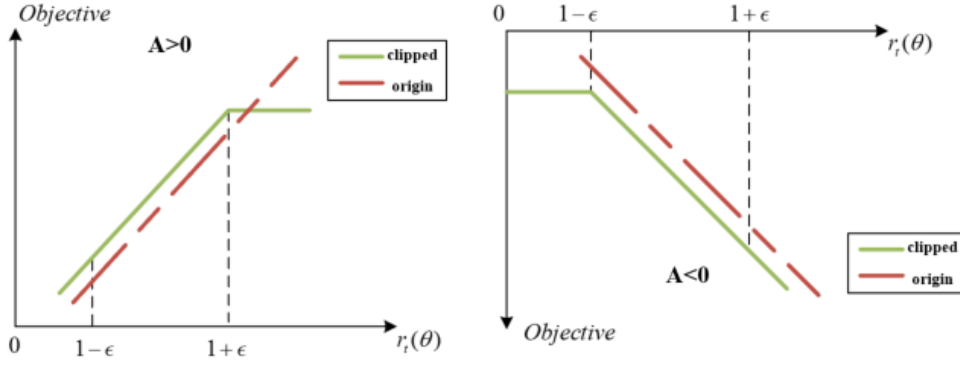 Objective
A>0
clipped
origin
0
1−ϵ
1+ϵ
r_t(θ)
0
1−ϵ
1+ϵ
r_t(θ)
clipped
origin
A<0
Objective